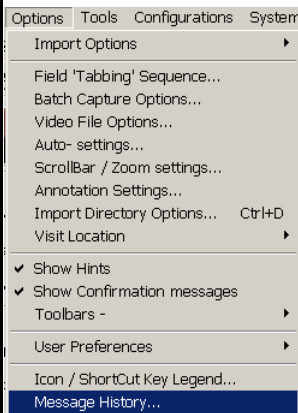 Options Tools Configurations System
Import Options
Field 'Tabbing' Sequence...
Batch Capture Options...
Video File Options...
Auto- settings...
ScrollBar / Zoom settings...
Annotation Settings...
Import Directory Options... Ctrl+D
Visit Location
Show Hints
Show Confirmation messages
Toolbars -
User Preferences
Icon / ShortCut Key Legend...
Message History...